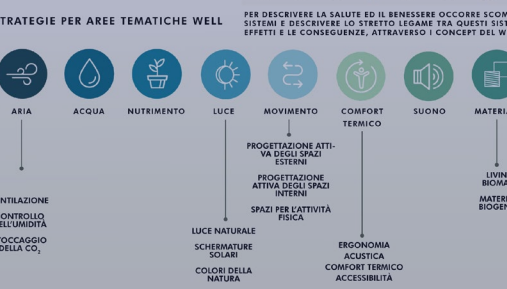 TRATEGIE PER AREE TEMATICHE WELL
PER DESCRIVERE LA SALUTE ED IL BENESSERE OCCORRE SCOM
SISTEMI E DESCRIVERE LO STRETTO LEGAME TRA QUESTI SIST
EFFETTI E LE CONSEGUENZE, ATTRAVERSO I CONCEPT DEL W
ARIA
ACQUA
NUTRIMENTO
LUCE
MOVIMENTO
COMFORT
TERMICO
SUONO
MATERI
NTILAZIONE
ONTROLLO
ELL'UMIDITÀ
TOCCAGGIO
DELLA CO2
LUCE NATURALE
SCHERMATURE
SOLARI
COLORI DELLA
NATURA
PROGETTAZIONE ATTI-
VA DEGLI SPAZI
ESTERNI
PROGETTAZIONE
ATTIVA DEGLI SPAZI
INTERNI
SPAZI PER L'ATTIVITÀ
FISICA
ERGONOMIA
ACUSTICA
COMFORT TERMICO
ACCESSIBILITÀ
LIVIN
BIOMA
MATER
BIOGEN